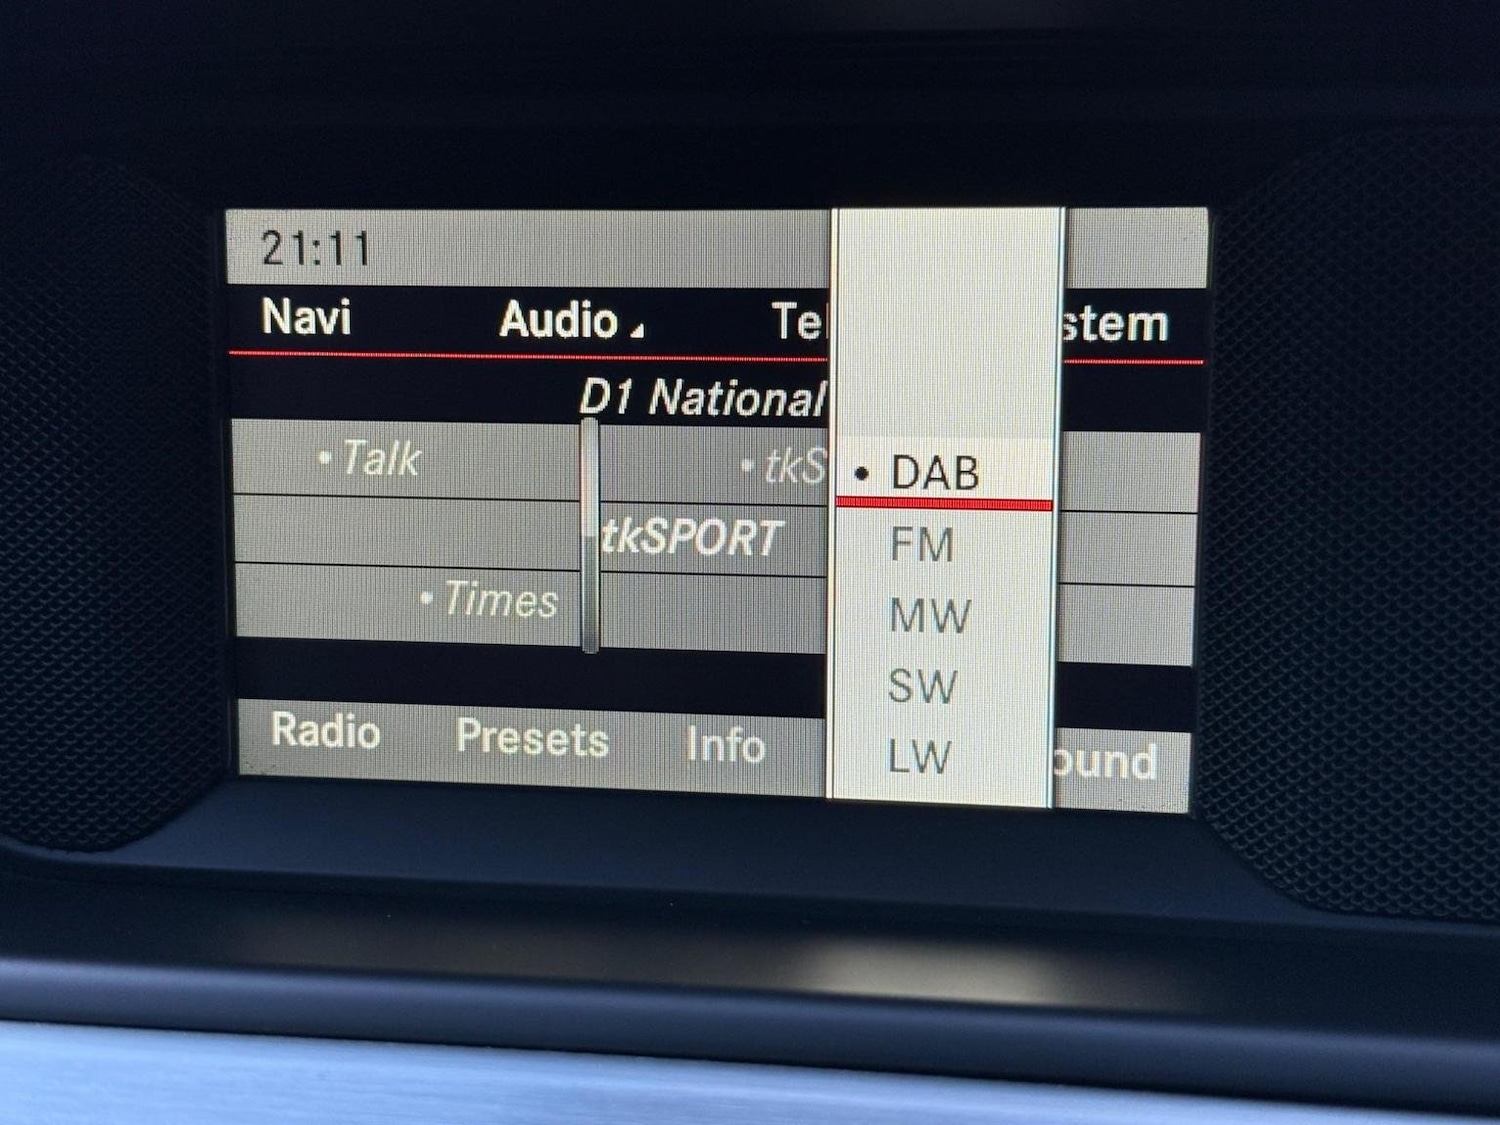 21:11
Navi Audio Tel stem
D1 National
• Talk • tkS
tkSPORT
• Times
• DAB
FM
MW
SW
LW
Radio Presets Info ound